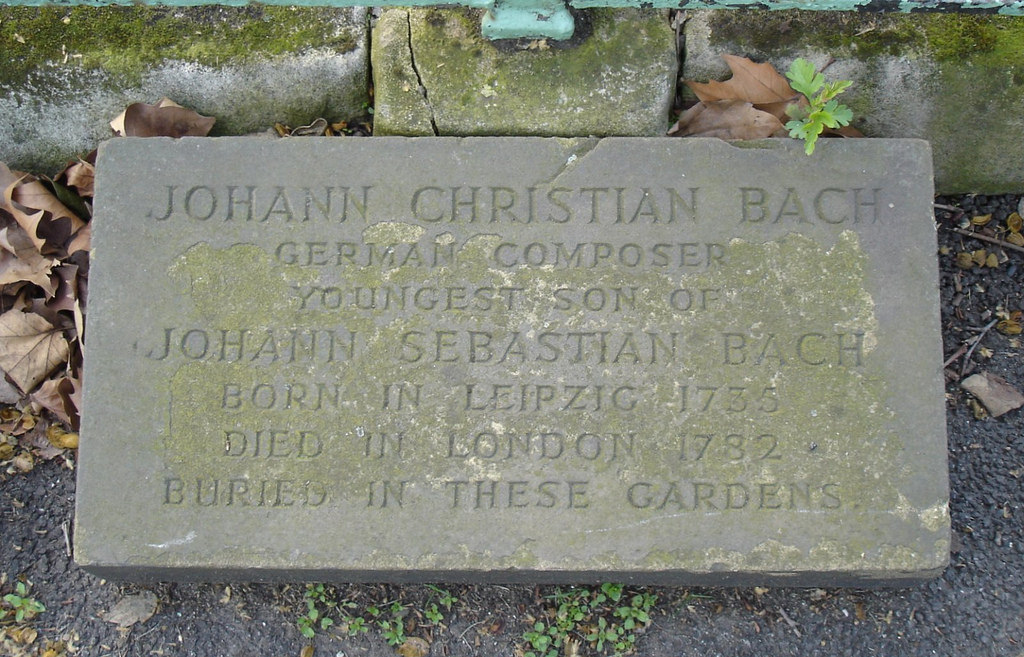 JOHANN CHRISTIAN BACH
GERMAN COMPOSER
YOUNGEST SON OF
JOHANN SEBASTIAN BACH
BORN IN LEIPZIG 1735
DIED IN LONDON 1782
BURIED IN THESE GARDENS.